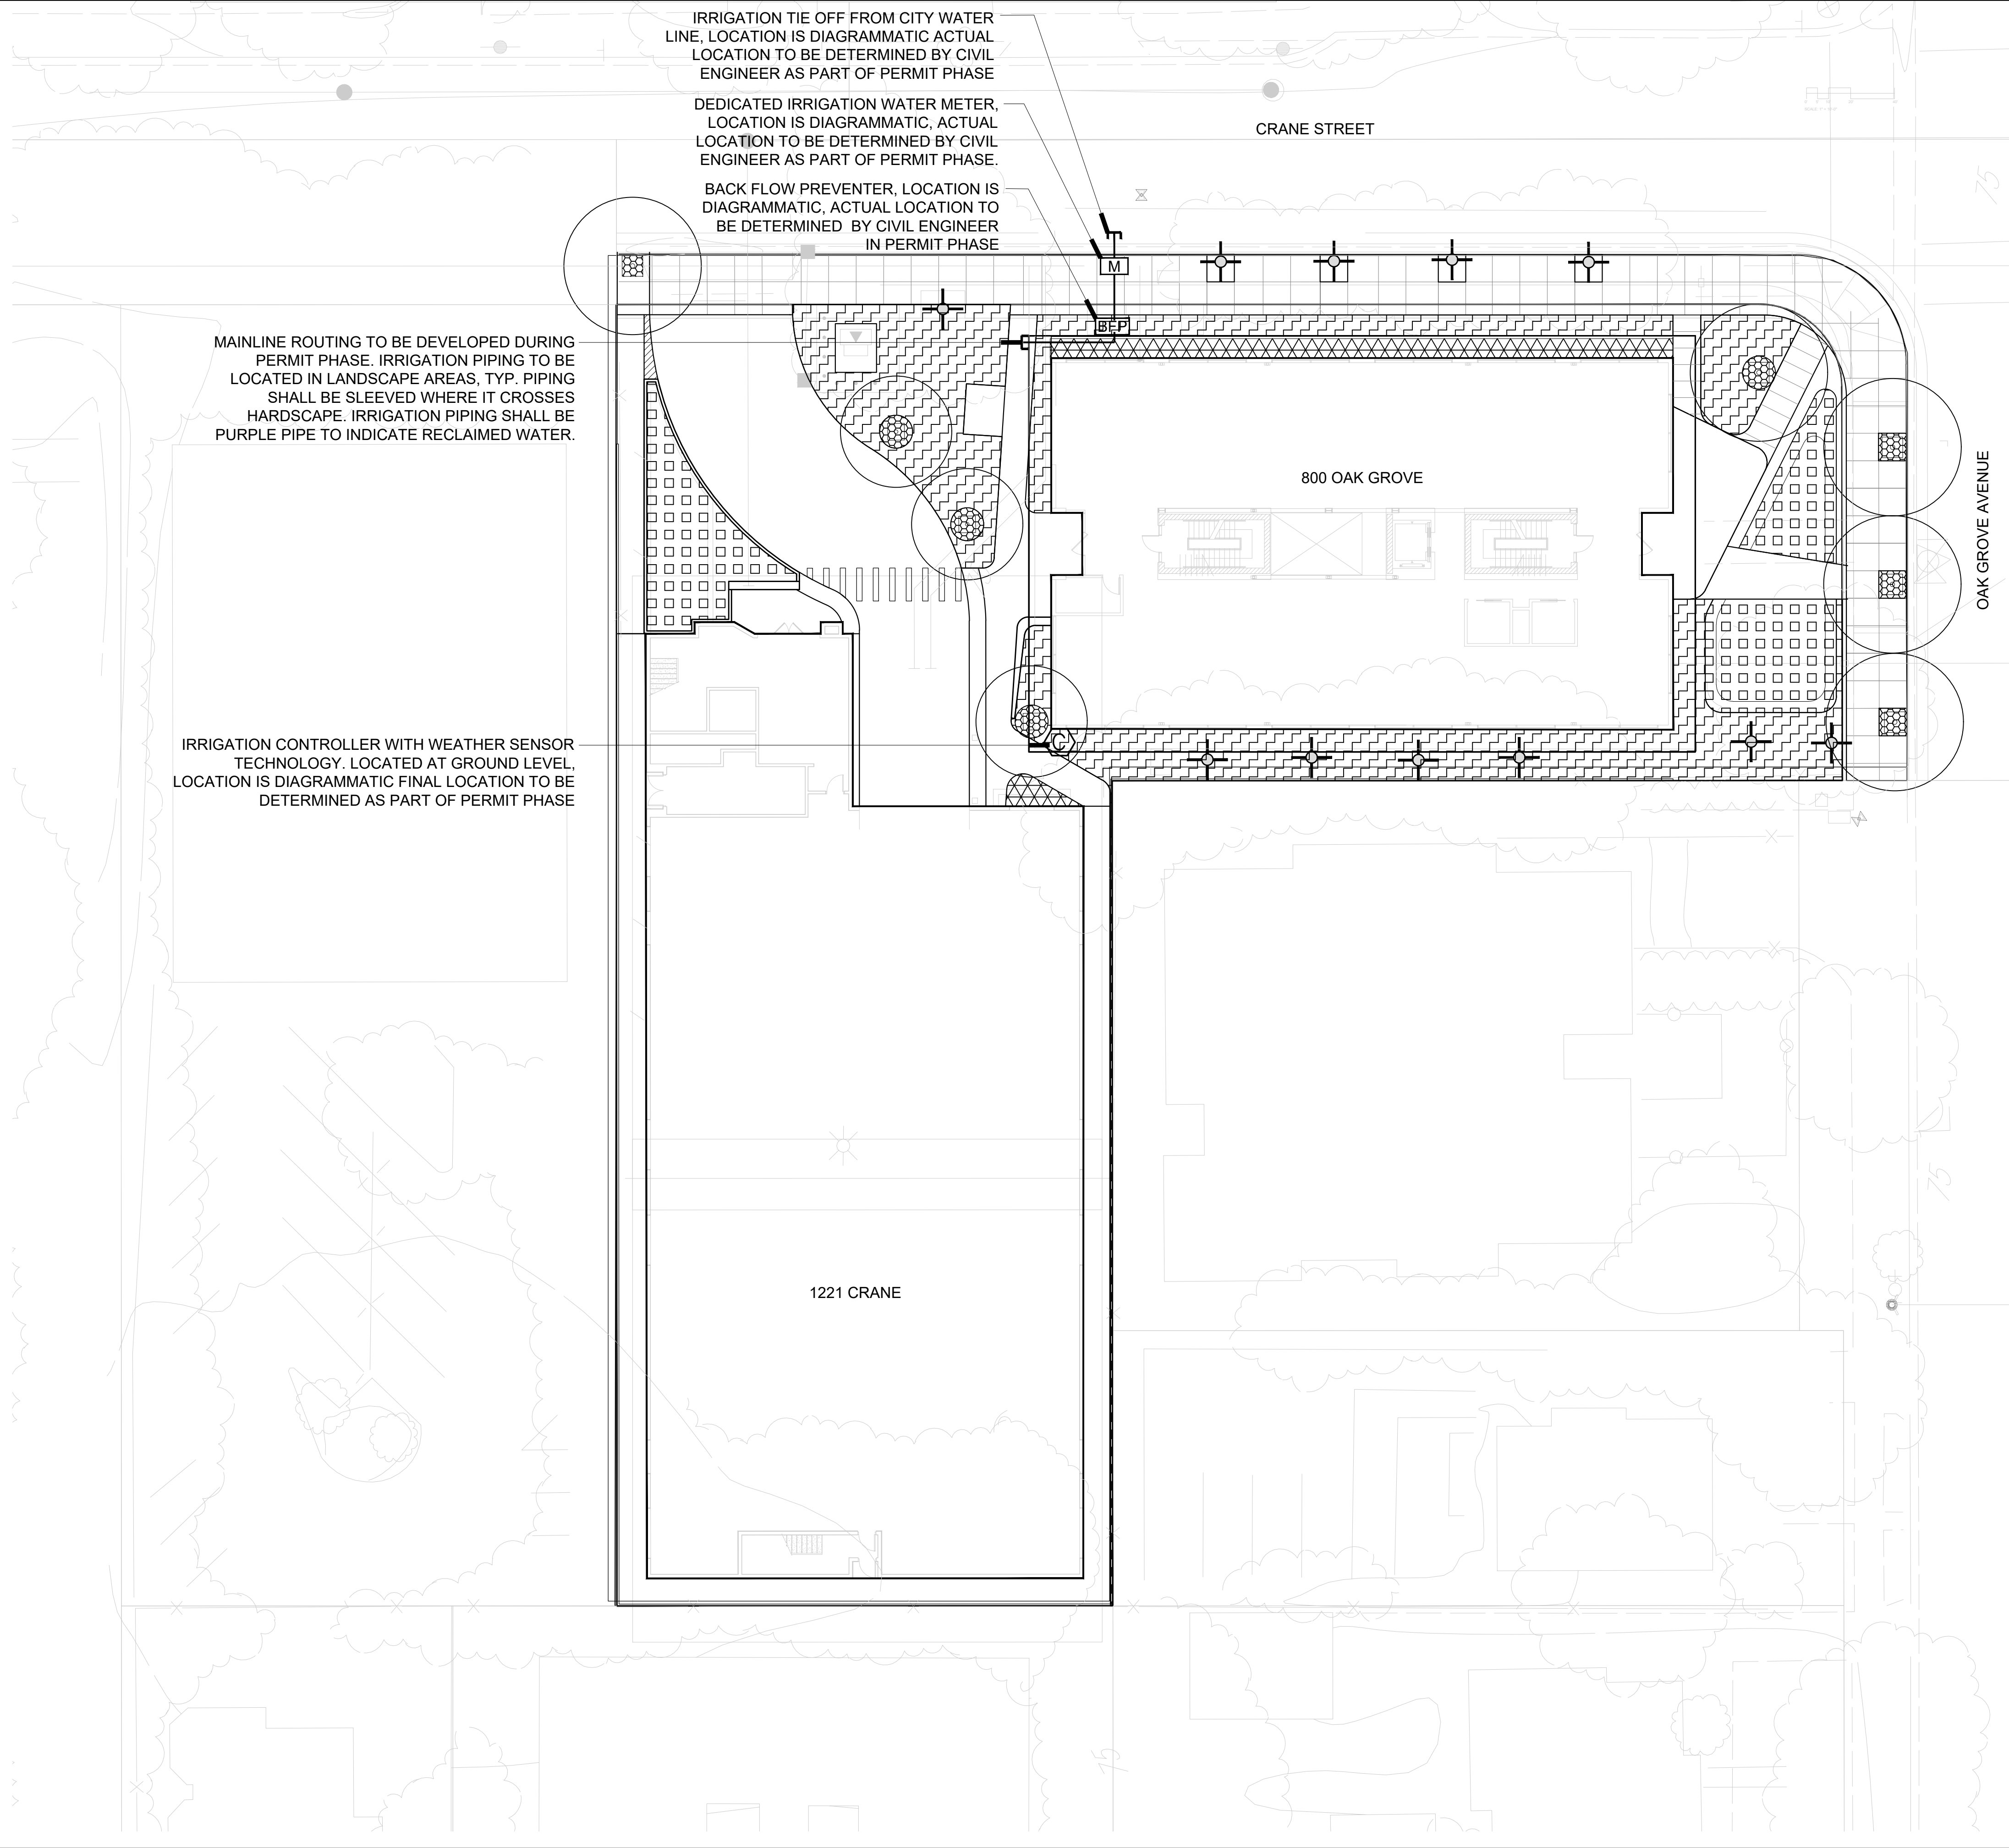 IRRIGATION TIE OFF FROM CITY WATER
LINE, LOCATION IS DIAGRAMMATIC ACTUAL
LOCATION TO BE DETERMINED BY CIVIL
ENGINEER AS PART OF PERMIT PHASE
DEDICATED IRRIGATION WATER METER,
LOCATION IS DIAGRAMMATIC, ACTUAL
LOCATION TO BE DETERMINED BY CIVIL
ENGINEER AS PART OF PERMIT PHASE.
CRANE STREET
BACK FLOW PREVENTER, LOCATION IS
DIAGRAMMATIC, ACTUAL LOCATION TO
BE DETERMINED BY CIVIL ENGINEER
IN PERMIT PHASE
M
BFP
MAINLINE ROUTING TO BE DEVELOPED DURING
PERMIT PHASE. IRRIGATION PIPING TO BE
LOCATED IN LANDSCAPE AREAS, TYP. PIPING
SHALL BE SLEEVED WHERE IT CROSSES
HARDSCAPE. IRRIGATION PIPING SHALL BE
PURPLE PIPE TO INDICATE RECLAIMED WATER.
800 OAK GROVE
OAK GROVE AVENUE
C
IRRIGATION CONTROLLER WITH WEATHER SENSOR
TECHNOLOGY. LOCATED AT GROUND LEVEL,
LOCATION IS DIAGRAMMATIC FINAL LOCATION TO BE
DETERMINED AS PART OF PERMIT PHASE
1221 CRANE